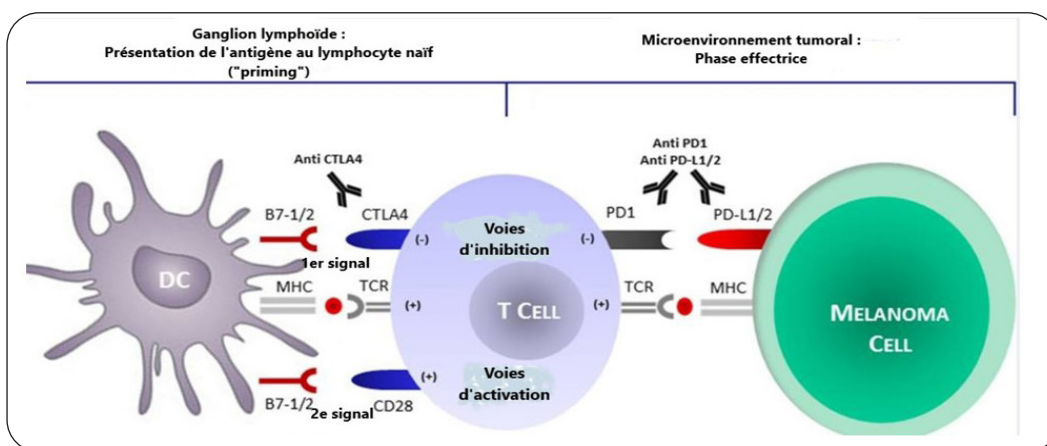 Ganglion lymphoïde :
Présentation de l'antigène au lymphocyte naïf
("priming")
Microenvironnement tumoral :
Phase effectrice
Anti CTLA4
Anti PD1
Anti PD-L1/2
B7-1/2
CTLA4
(-)
Voies
d'inhibition
PD1
(-)
PD-L1/2
1er signal
DC
MHC
TCR
(+)
T CELL
(+)
TCR
MHC
MELANOMA
CELL
B7-1/2
2e signal
CD28
(+)
Voies
d'activation